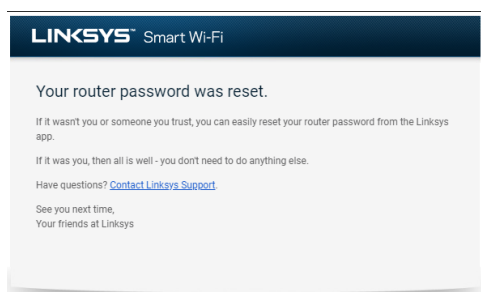 LINKSYS™ Smart Wi-Fi
Your router password was reset.
If it wasn't you or someone you trust, you can easily reset your router password from the Linksys
app.
If it was you, then all is well - you don't need to do anything else.
Have questions? Contact Linksys Support.
See you next time,
Your friends at Linksys